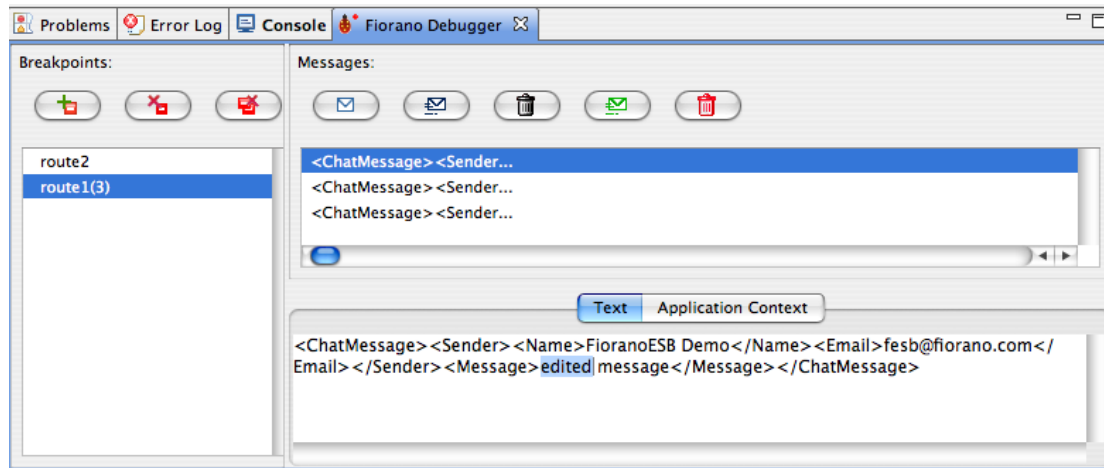 Problems Error Log Console Fiorano Debugger
Breakpoints:
Messages:
route2
route1(3)
<ChatMessage><Sender...
<ChatMessage><Sender...
<ChatMessage><Sender...
Text Application Context
<ChatMessage><Sender><Name>FioranoESB Demo</Name><Email>fesb@fiorano.com</
Email></Sender><Message>edited message</Message></ChatMessage>